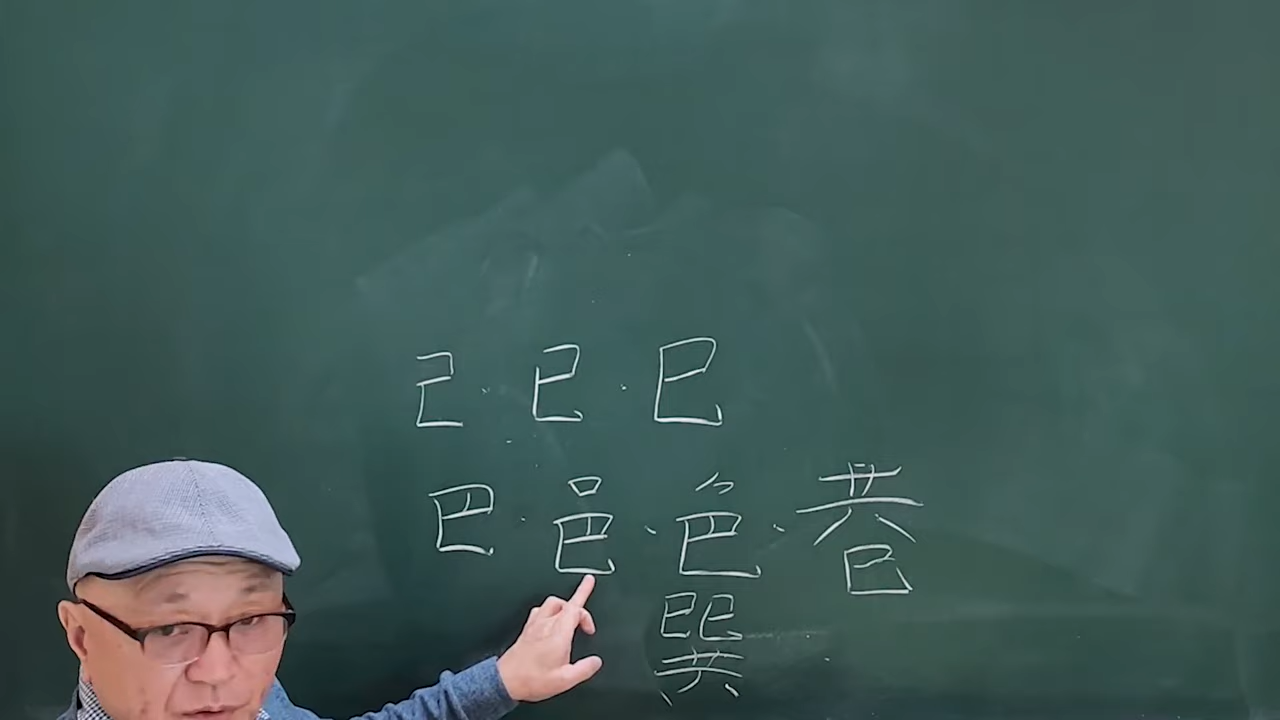 己 · 已 · 巳
巴 · 邑 · 色 · 巷
巽